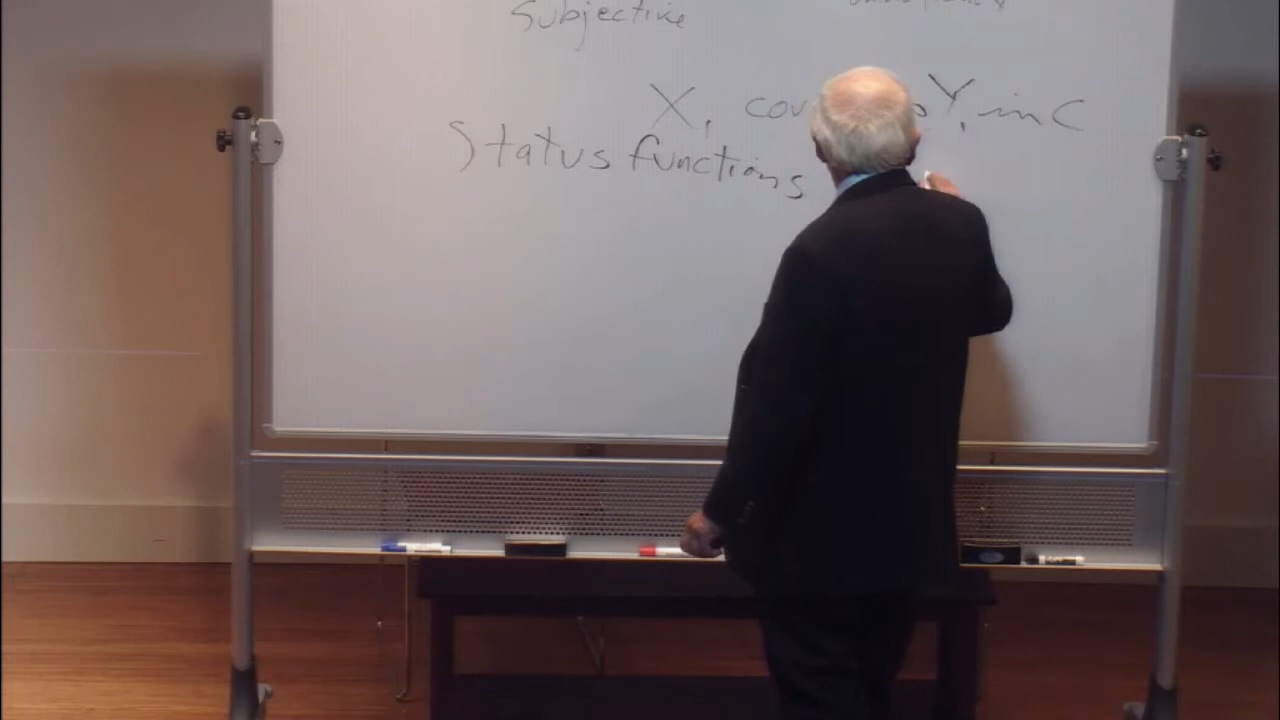 Subjective
X, Y, in C
Status functions